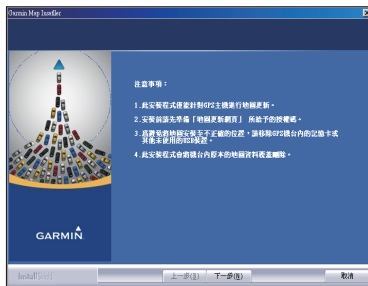 Garmin Map Installer
注意事項：
1.此安裝程式僅能針對GPS主機進行地圖更新。
2.安裝前請先準備「地圖更新網頁」 所給予的授權碼。
3.為避免將地圖安裝至不正確的位置，請移除GPS機台內的記憶卡或
其他未使用的USB裝置。
4.此安裝程式會將機台內原本的地圖資料覆蓋刪除。
GARMIN
InstallShield
上一步(B)
下一步(N)
取消